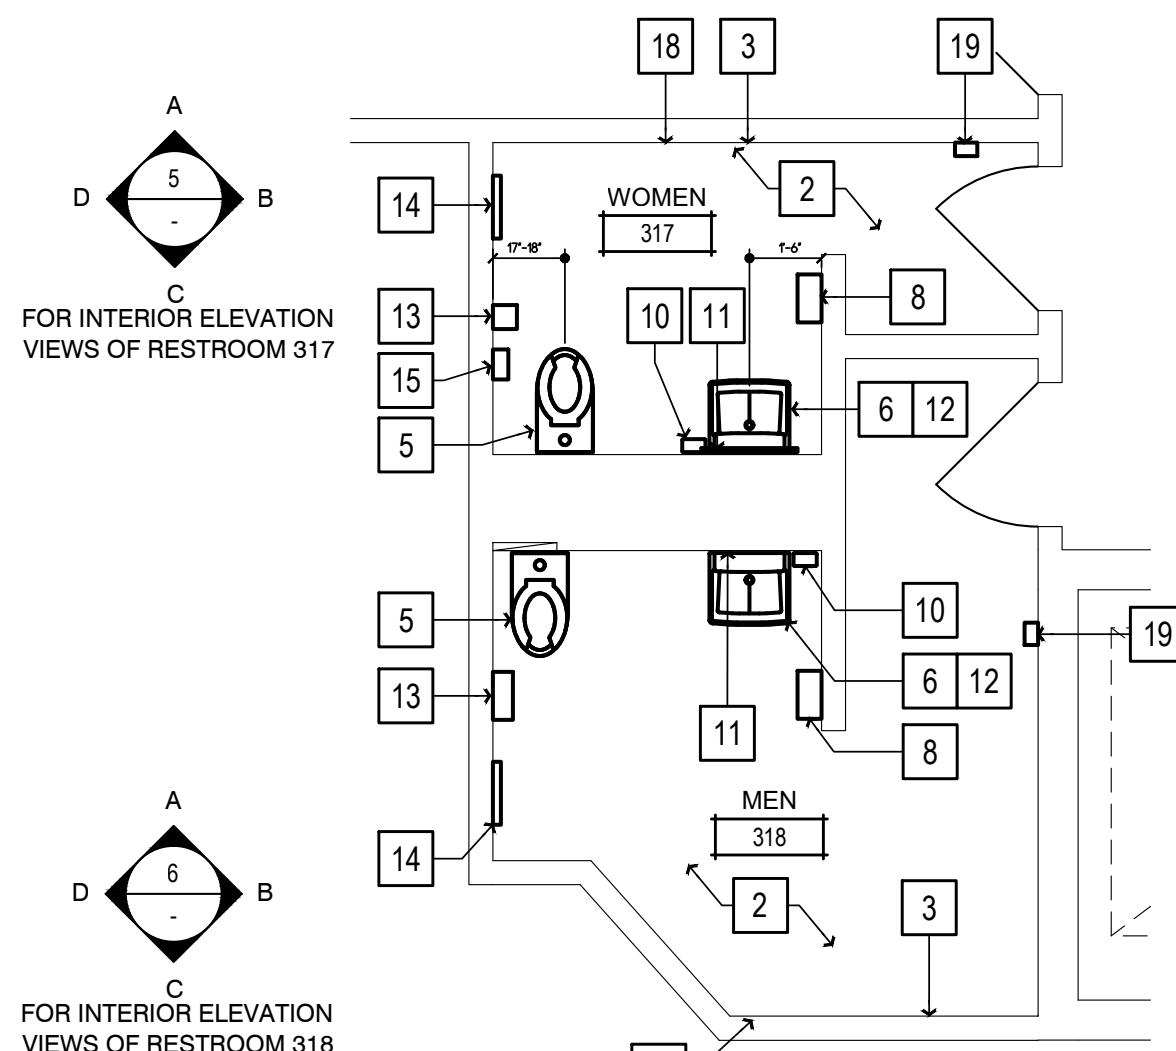 18
3
19
A
5
D
B
-
C
FOR INTERIOR ELEVATION
VIEWS OF RESTROOM 317
14
WOMEN
317
2
17"-18"
1'-6"
13
10
11
8
15
6
12
5
5
10
19
13
6
12
11
8
MEN
318
14
2
3
A
6
D
B
-
C
FOR INTERIOR ELEVATION
VIEWS OF RESTROOM 318